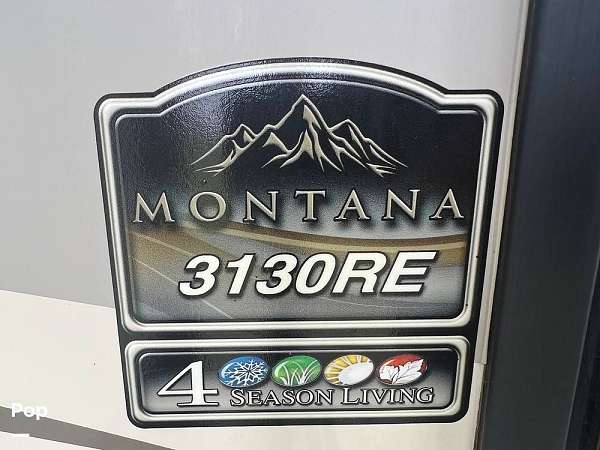 MONTANA
3130RE
4 SEASON LIVING
Pop